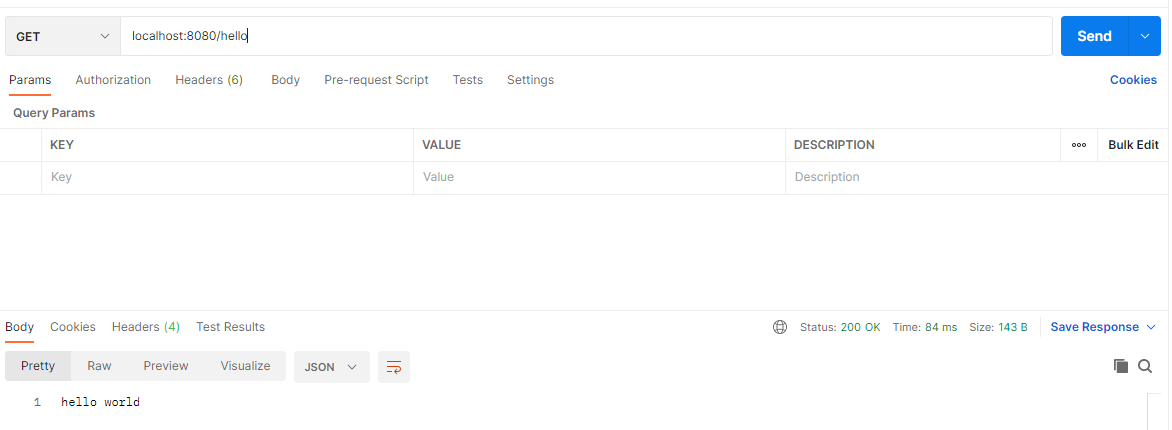 GET localhost:8080/hello Send
Params Authorization Headers (6) Body Pre-request Script Tests Settings Cookies
Query Params
KEY VALUE DESCRIPTION Bulk Edit
Key Value Description
Body Cookies Headers (4) Test Results Status: 200 OK Time: 84 ms Size: 143 B Save Response
Pretty Raw Preview Visualize JSON
1 hello world